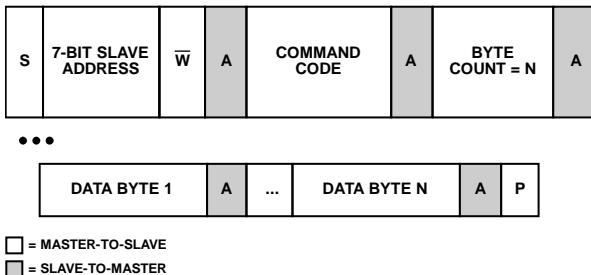 S 7-BIT SLAVE ADDRESS W̅ A COMMAND CODE A BYTE COUNT = N A
•••
DATA BYTE 1 A ... DATA BYTE N A P
= MASTER-TO-SLAVE
= SLAVE-TO-MASTER